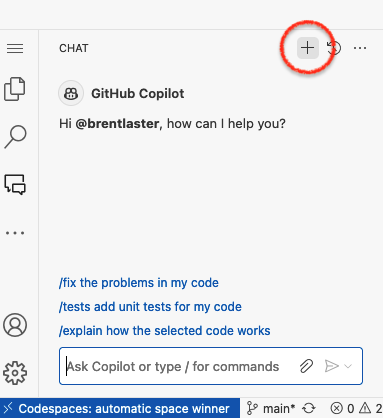 CHAT
GitHub Copilot
Hi @brentlaster, how can I help you?
/fix the problems in my code
/tests add unit tests for my code
/explain how the selected code works
Ask Copilot or type / for commands
Codespaces: automatic space winner main* 0 2